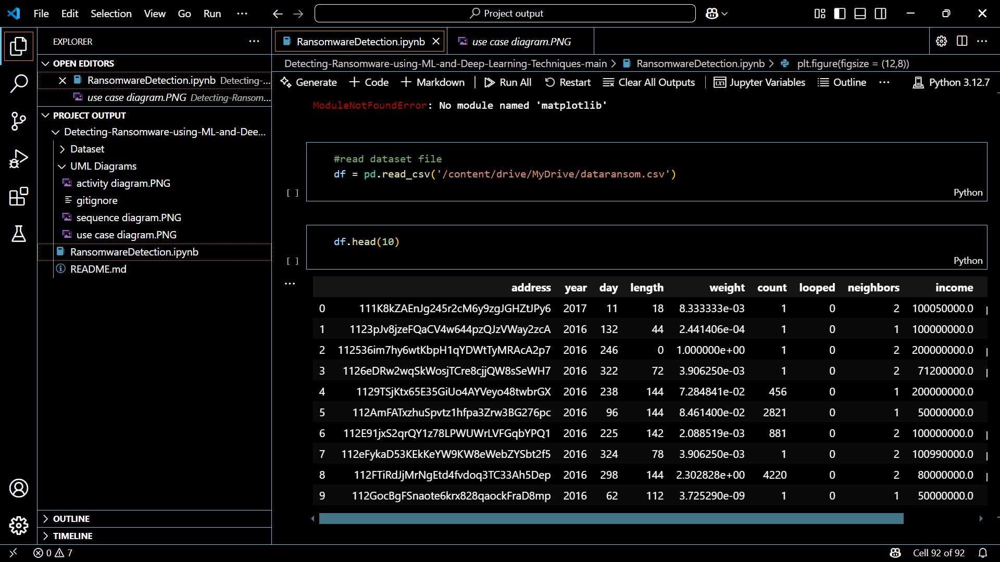 File Edit Selection View Go Run ··· Project output
EXPLORER ···
OPEN EDITORS
RansomwareDetection.ipynb Detecting-...
use case diagram.PNG Detecting-Ransom...
PROJECT OUTPUT
Detecting-Ransomware-using-ML-and-Dee...
Dataset
UML Diagrams
activity diagram.PNG
gitignore
sequence diagram.PNG
use case diagram.PNG
RansomwareDetection.ipynb
README.md
OUTLINE
TIMELINE
RansomwareDetection.ipynb use case diagram.PNG ···
Detecting-Ransomware-using-ML-and-Deep-Learning-Techniques-main > RansomwareDetection.ipynb > plt.figure(figsize = (12,8))
Generate + Code + Markdown | Run All Restart Clear All Outputs | Jupyter Variables Outline ··· Python 3.12.7
ModuleNotFoundError: No module named 'matplotlib'
#read dataset file
df = pd.read_csv('/content/drive/MyDrive/dataransom.csv')
[ ] Python
df.head(10)
[ ] Python
···
address year day length weight count looped neighbors income
0 111K8kZAEnJg245r2cM6y9zgJGHZtJPy6 2017 11 18 8.333333e-03 1 0 2 100050000.0
1 1123pJv8jzeFQaCV4w644pzQJzVWay2zcA 2016 132 44 2.441406e-04 1 0 1 100000000.0
2 112536im7hy6wtKbpH1qYDWtTyMRAcA2p7 2016 246 0 1.000000e+00 1 0 2 200000000.0
3 1126eDRw2wqSkWosjTCre8cjjQW8sSeWH7 2016 322 72 3.906250e-03 1 0 2 71200000.0
4 1129TSjKtx65E35GiUo4AYVeyo48twbrGX 2016 238 144 7.284841e-02 456 0 1 200000000.0
5 112AmFATxzhuSpvtz1hfpa3Zrw3BG276pc 2016 96 144 8.461400e-02 2821 0 1 50000000.0
6 112E91jxS2qrQY1z78LPWUWrLVFGqbYPQ1 2016 225 142 2.088519e-03 881 0 2 100000000.0
7 112eFykaD53KEkKeYW9KW8eWebZYSbt2f5 2016 324 78 3.906250e-03 1 0 2 100990000.0
8 112FTiRdJjMrNgEtd4fvdoq3TC33Ah5Dep 2016 298 144 2.302828e+00 4220 0 2 80000000.0
9 112GocBgFSnaote6krx828qaockFraD8mp 2016 62 112 3.725290e-09 1 0 1 50000000.0
0 7 Cell 92 of 92